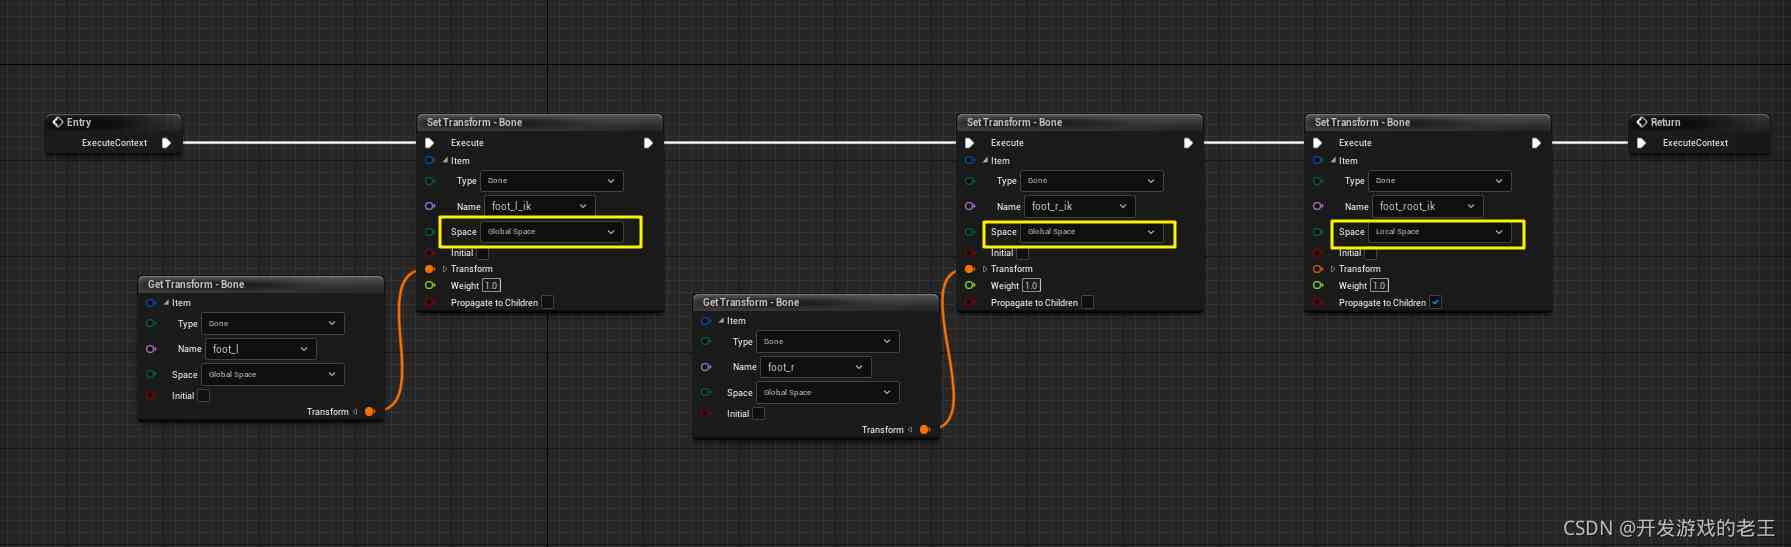 Entry
ExecuteContext
Set Transform - Bone
Execute
Item
Type Bone
Name foot_l_ik
Space Global Space
Initial
Transform
Weight 1.0
Propagate to Children
Get Transform - Bone
Item
Type Bone
Name foot_l
Space Global Space
Initial
Transform
Set Transform - Bone
Execute
Item
Type Bone
Name foot_r_ik
Space Global Space
Initial
Transform
Weight 1.0
Propagate to Children
Get Transform - Bone
Item
Type Bone
Name foot_r
Space Global Space
Initial
Transform
Set Transform - Bone
Execute
Item
Type Bone
Name foot_root_ik
Space Local Space
Initial
Transform
Weight 1.0
Propagate to Children
Return
ExecuteContext
CSDN @开发游戏的老王